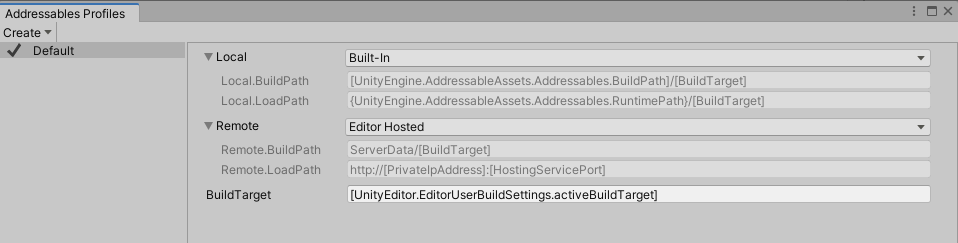 Addressables Profiles
Create
Default
Local Built-In
Local.BuildPath [UnityEngine.AddressableAssets.Addressables.BuildPath]/[BuildTarget]
Local.LoadPath {UnityEngine.AddressableAssets.Addressables.RuntimePath}/[BuildTarget]
Remote Editor Hosted
Remote.BuildPath ServerData/[BuildTarget]
Remote.LoadPath http://[PrivateIpAddress]:[HostingServicePort]
BuildTarget [UnityEditor.EditorUserBuildSettings.activeBuildTarget]